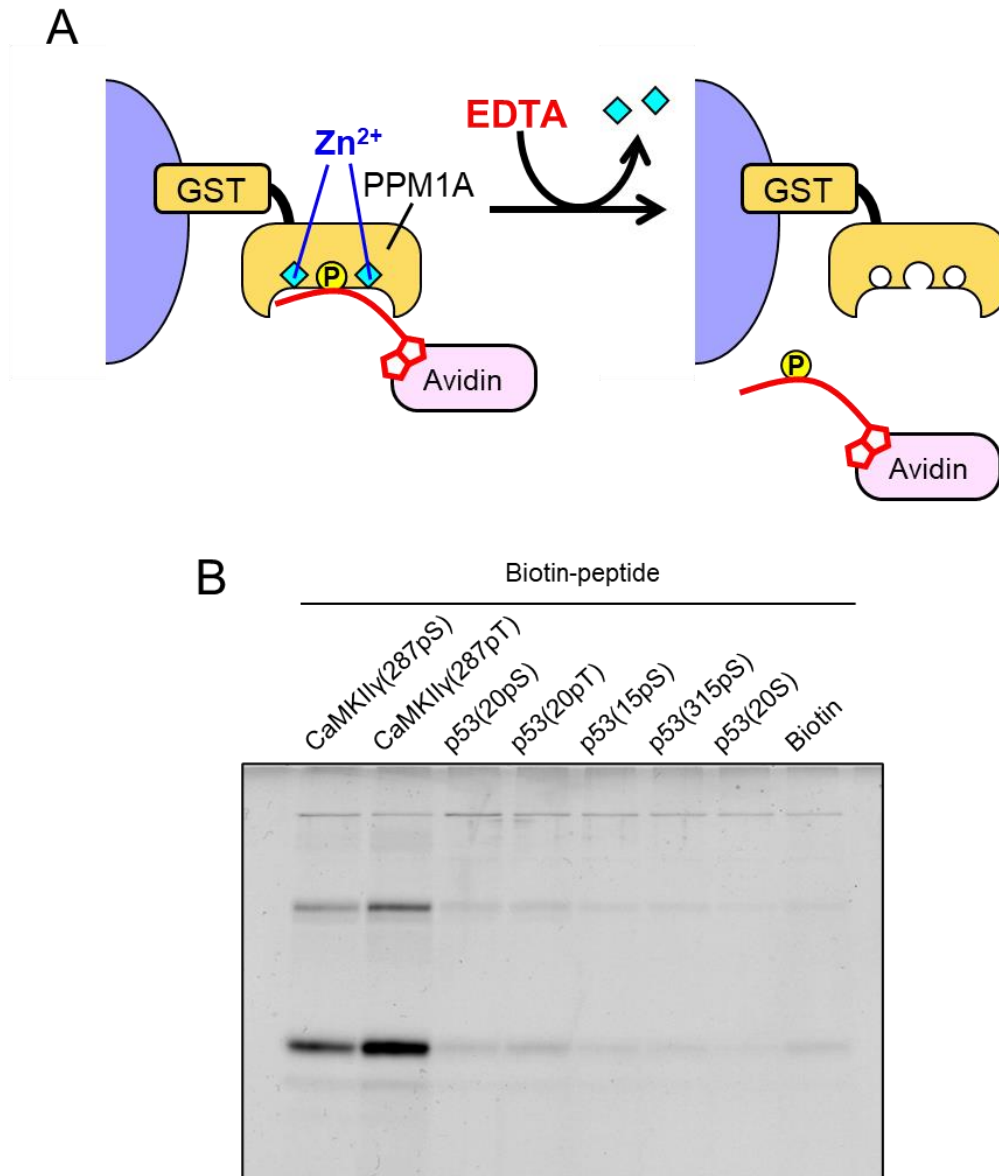 A
EDTA
Zn²⁺
PPM1A
GST
GST
P
P
Avidin
Avidin
B
Biotin-peptide
CaMKIIγ(287pS)
CaMKIIγ(287pT)
p53(20pS)
p53(20pT)
p53(15pS)
p53(315pS)
p53(20S)
Biotin